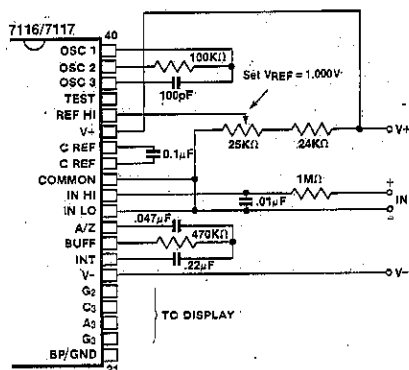 7116/7117
40
OSC 1
OSC 2
OSC 3
TEST
REF HI
V+
C REF
C REF
COMMON
IN HI
IN LO
A/Z
BUFF
INT
V-
G2
C3
A3
G3
BP/GND
21
100KΩ
100pF
Set VREF = 1.000V
0.1µF
25KΩ
24KΩ
V+
1MΩ
.01µF
+
IN
-
.047µF
470KΩ
.22µF
V-
TO DISPLAY